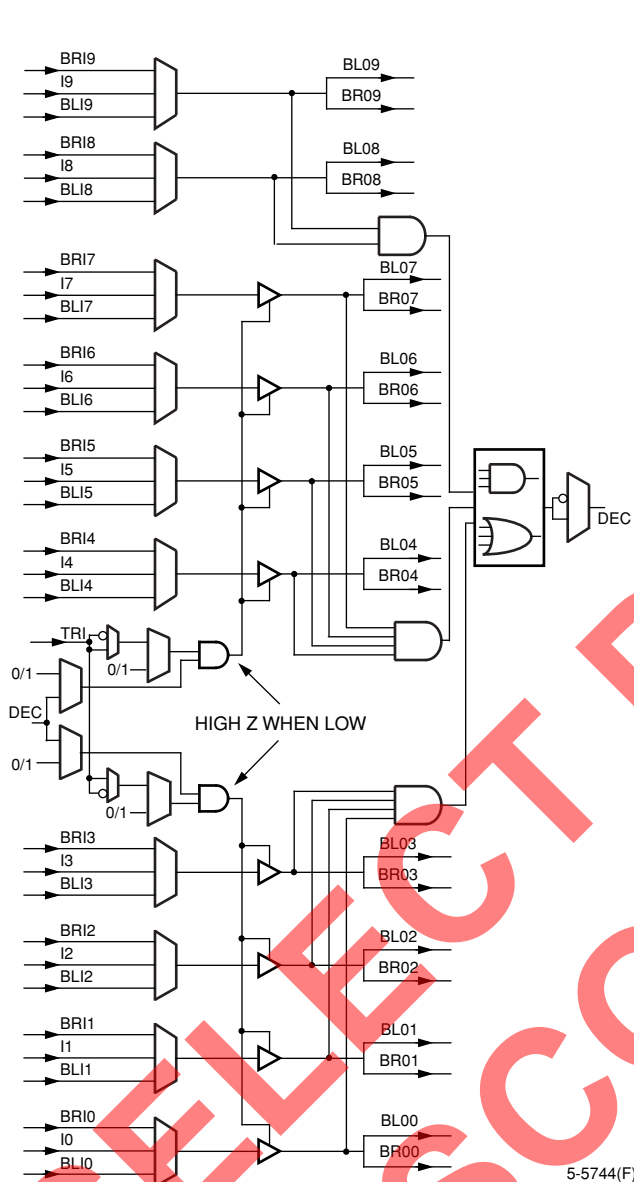 BRI9
I9
BLI9
BL09
BR09
BRI8
I8
BLI8
BL08
BR08
BRI7
I7
BLI7
BL07
BR07
BRI6
I6
BLI6
BL06
BR06
BRI5
I5
BLI5
BL05
BR05
BRI4
I4
BLI4
BL04
BR04
DEC
TRI
0/1
0/1
DEC
HIGH Z WHEN LOW
0/1
0/1
BRI3
I3
BLI3
BL03
BR03
BRI2
I2
BLI2
BL02
BR02
BRI1
I1
BLI1
BL01
BR01
BRI0
I0
BLI0
BL00
BR00
5-5744(F)